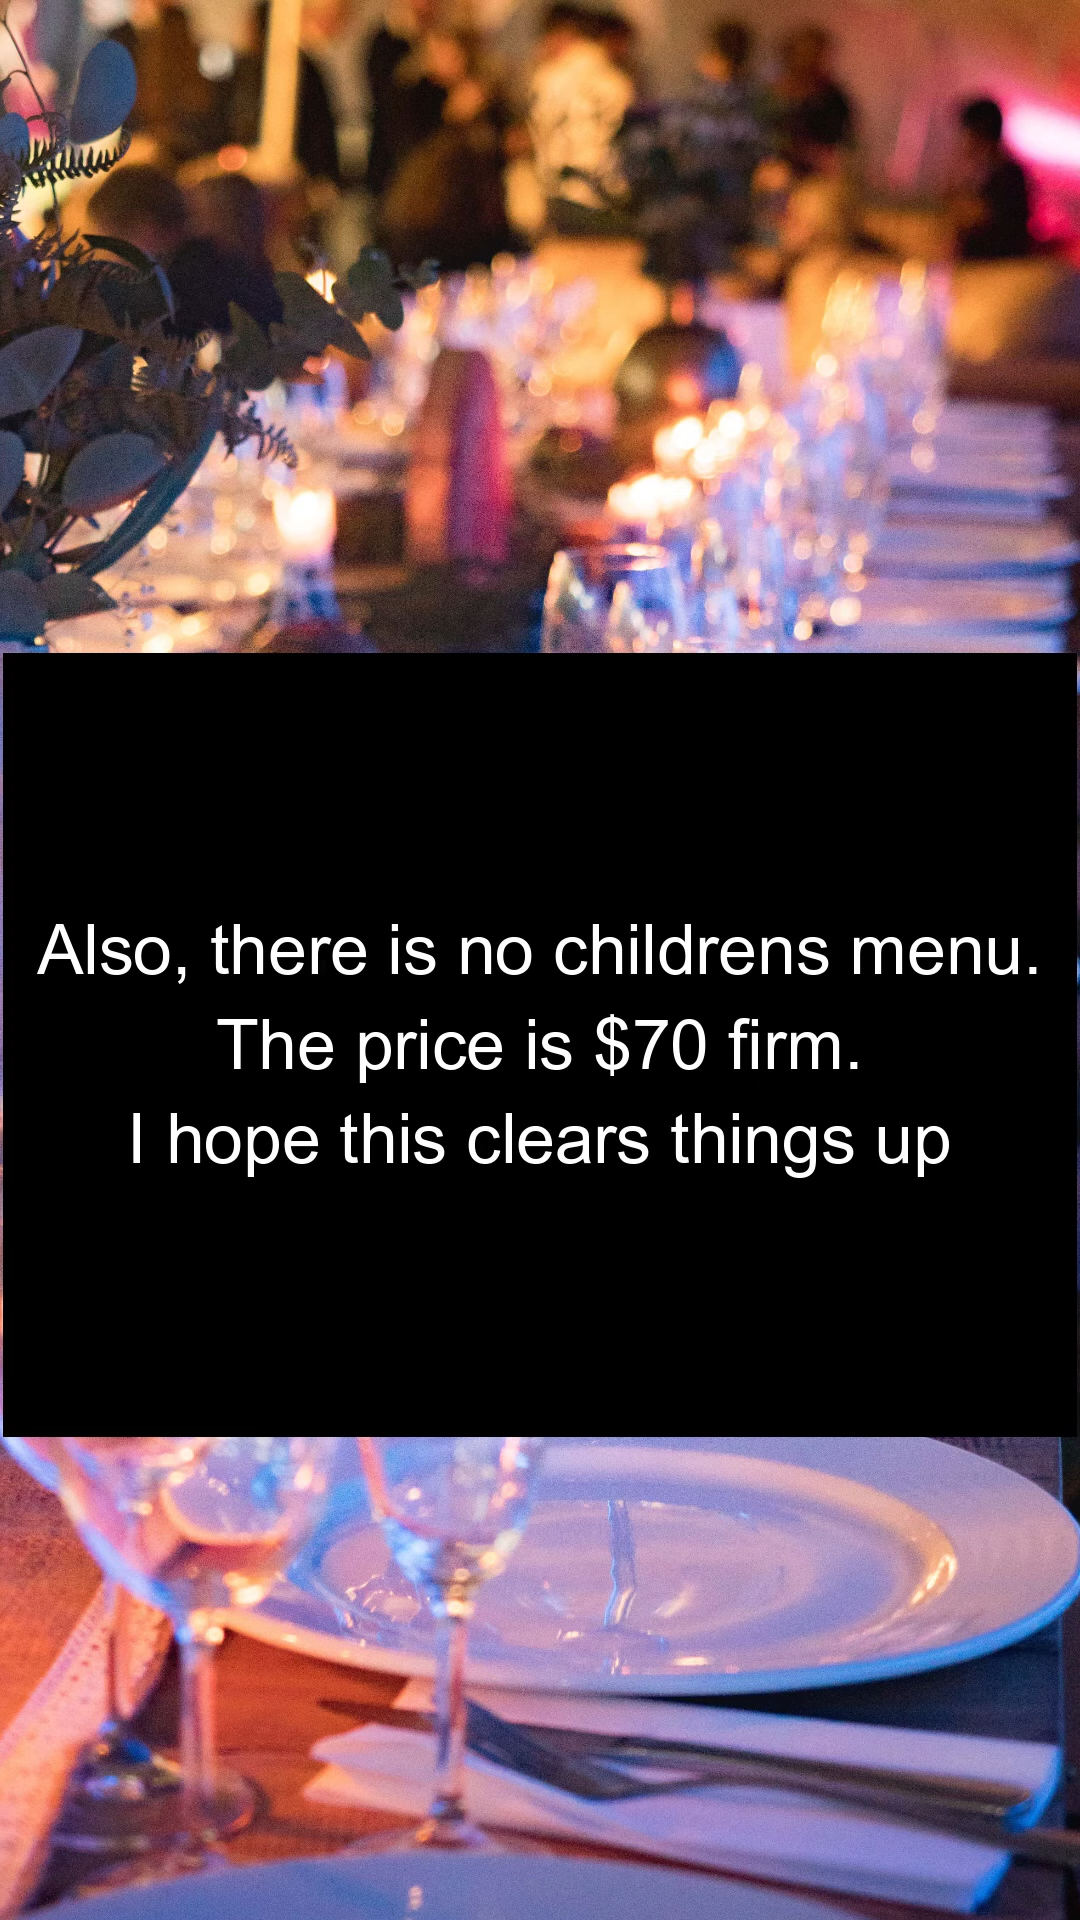 Also, there is no childrens menu.
The price is $70 firm.
I hope this clears things up